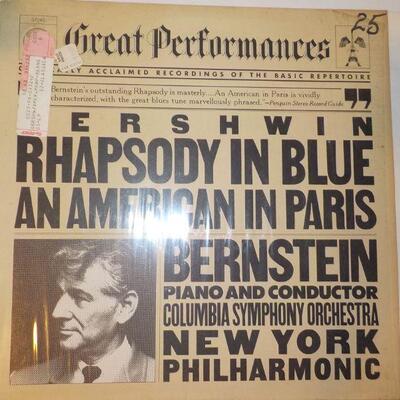 Great Performances
25
ACCLAIMED RECORDINGS OF THE BASIC REPERTOIRE
Bernstein's outstanding Rhapsody is masterly....An American in Paris is vividly
characterized, with the great blues tune marvellously phrased."—Penguin Stereo Record Guide
ERSHWIN
RHAPSODY IN BLUE
AN AMERICAN IN PARIS
BERNSTEIN
PIANO AND CONDUCTOR
COLUMBIA SYMPHONY ORCHESTRA
NEW YORK
PHILHARMONIC